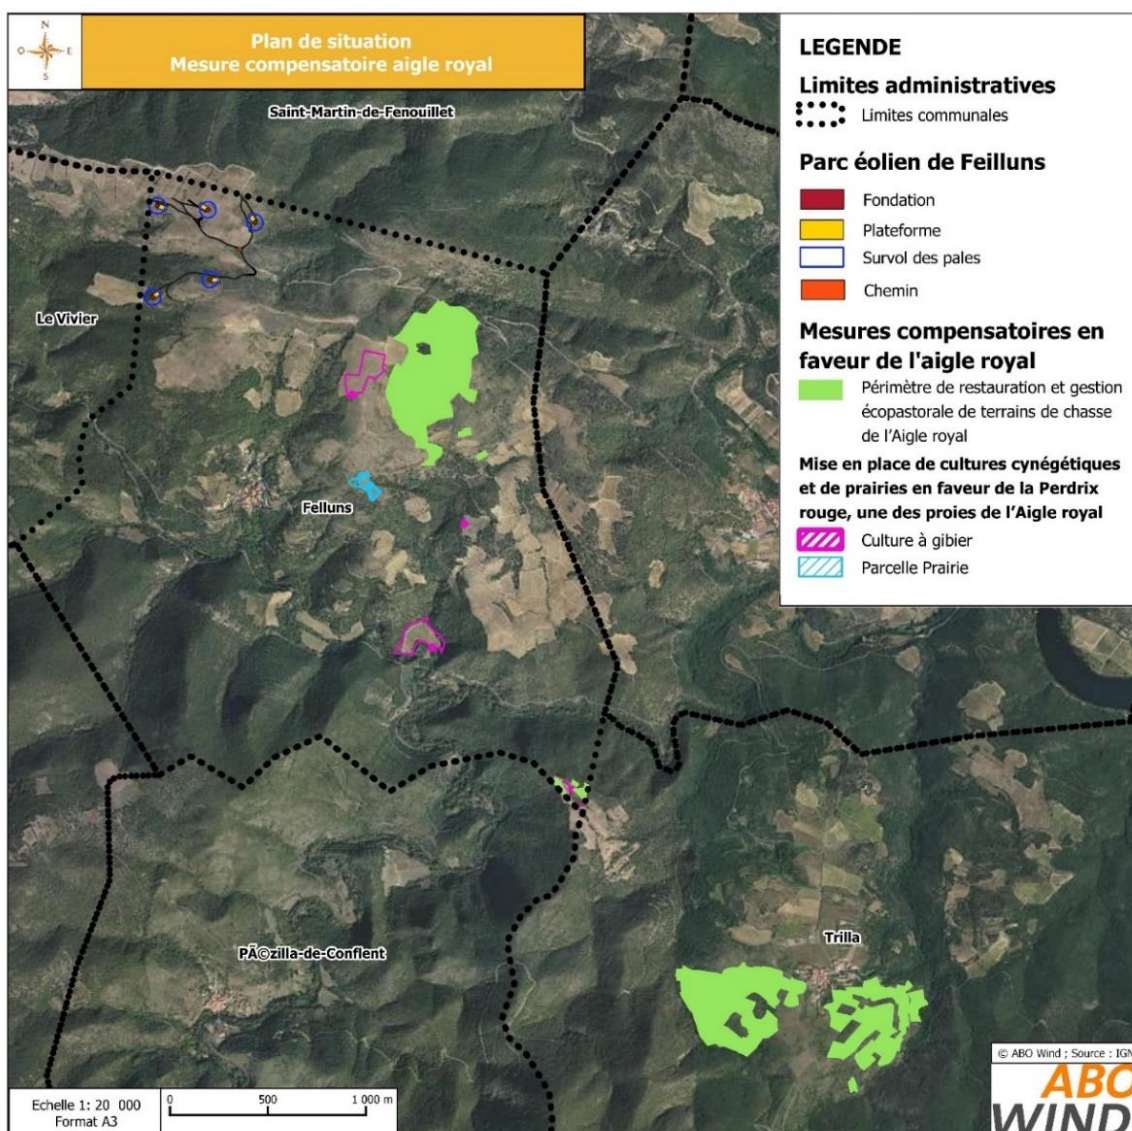 N
O
E
S
Plan de situation
Mesure compensatoire aigle royal
Saint-Martin-de-Fenouillet
Le Vivier
Felluns
PÃ©zilla-de-Conflent
Trilla
LEGENDE
Limites administratives
Limites communales
Parc éolien de Feilluns
Fondation
Plateforme
Survol des pales
Chemin
Mesures compensatoires en
faveur de l'aigle royal
Périmètre de restauration et gestion
écopastorale de terrains de chasse
de l'Aigle royal
Mise en place de cultures cynégétiques
et de prairies en faveur de la Perdrix
rouge, une des proies de l'Aigle royal
Culture à gibier
Parcelle Prairie
Echelle 1: 20 000
Format A3
0 500 1 000 m
© ABO Wind ; Source : IGN
ABO
WIND